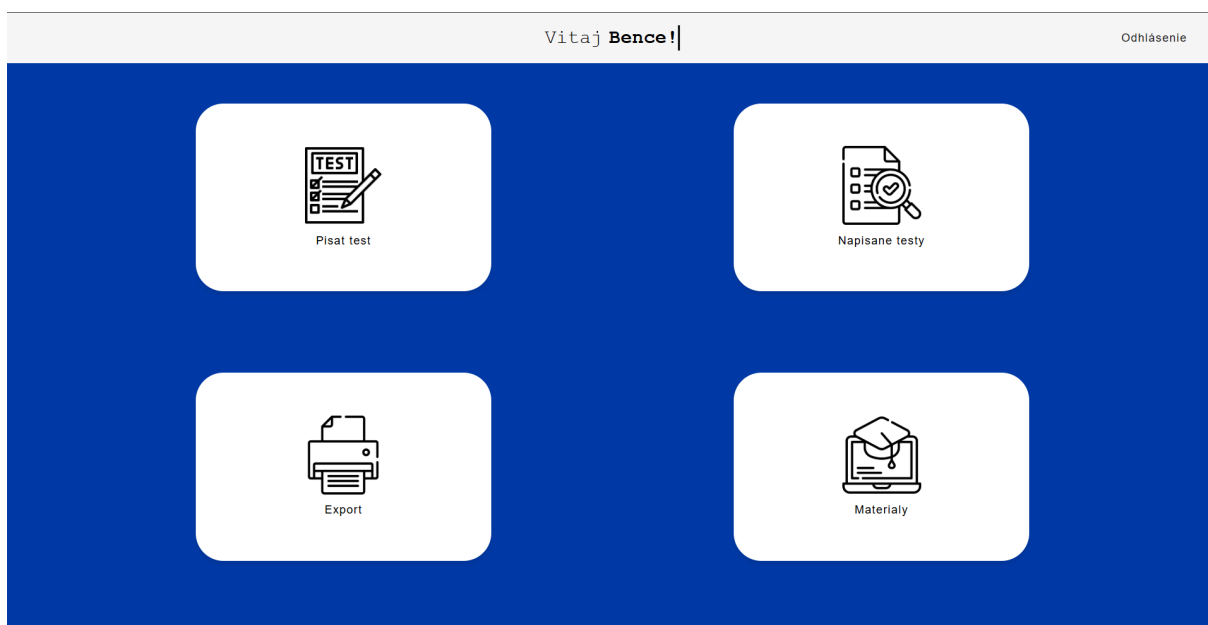 Vitaj Bence!
Odhlásenie
TEST
Pisat test
Napisane testy
Export
Materialy